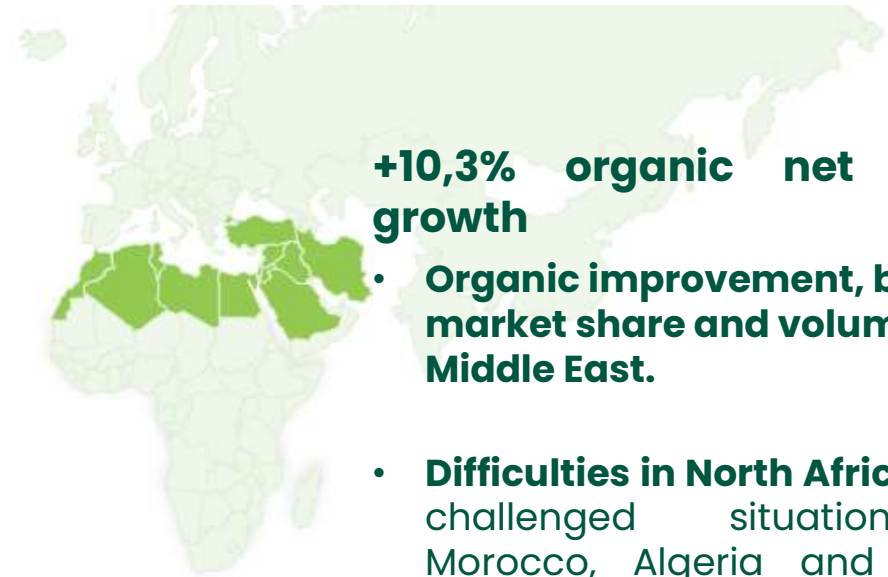 +10,3% organic net
growth
• Organic improvement, b
market share and volum
Middle East.
• Difficulties in North Afric
challenged situation
Morocco, Algeria and